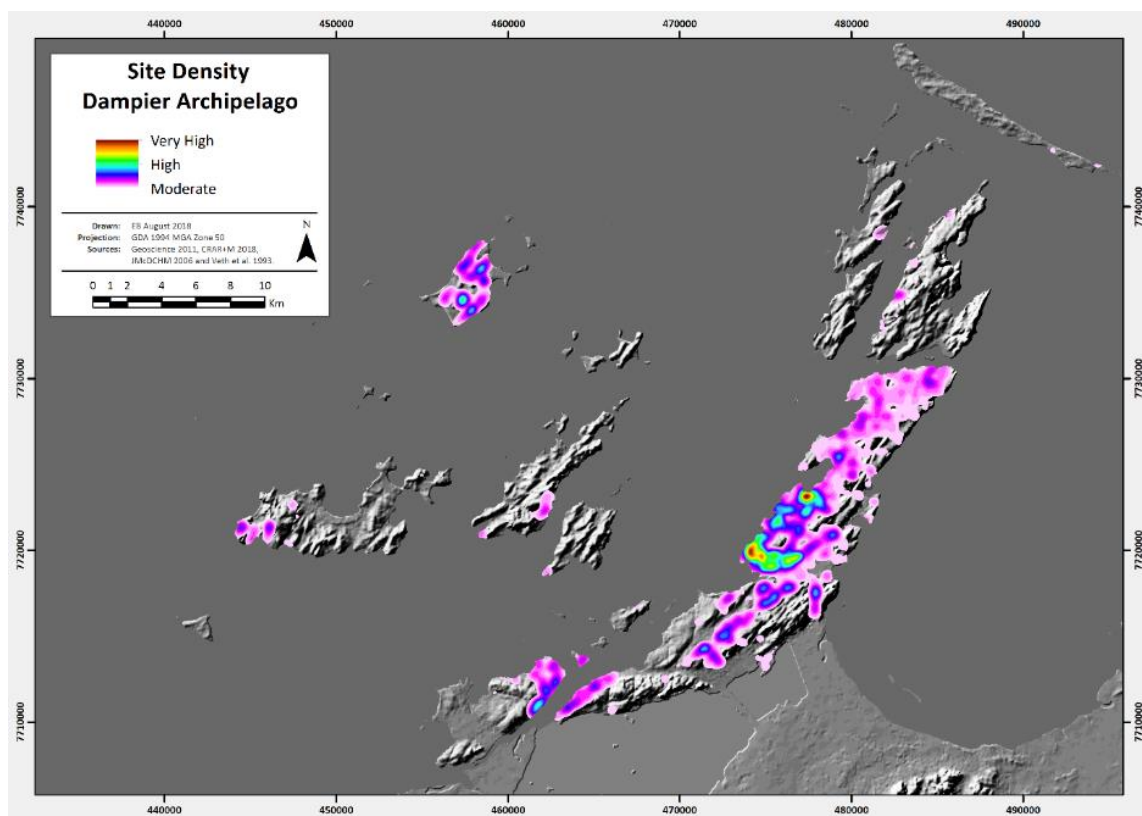 440000 450000 460000 470000 480000 490000
Site Density
Dampier Archipelago
Very High
High
Moderate
Drawn: EB August 2018
Projection: GDA 1994 MGA Zone 50
Sources: Geoscience 2011, CRAR+M 2018,
JMcDCHM 2006 and Veth et al. 1993.
N
0 1 2 4 6 8 10
Km
7740000 7740000
7730000 7730000
7720000 7720000
7710000 7710000
440000 450000 460000 470000 480000 490000